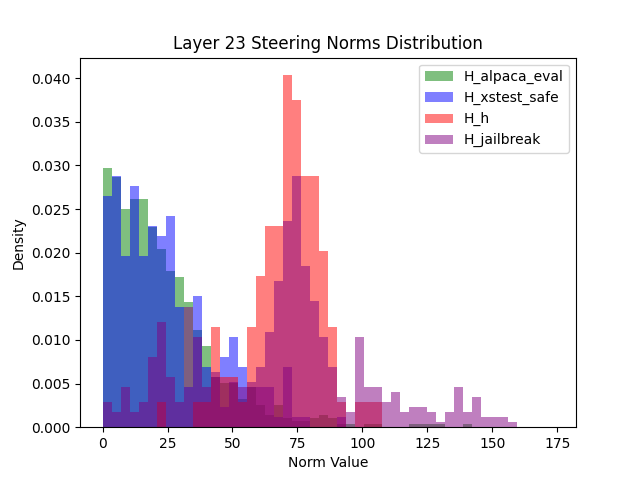 Layer 23 Steering Norms Distribution
H_alpaca_eval
H_xstest_safe
H_h
H_jailbreak
Density
0.040
0.035
0.030
0.025
0.020
0.015
0.010
0.005
0.000
0 25 50 75 100 125 150 175
Norm Value